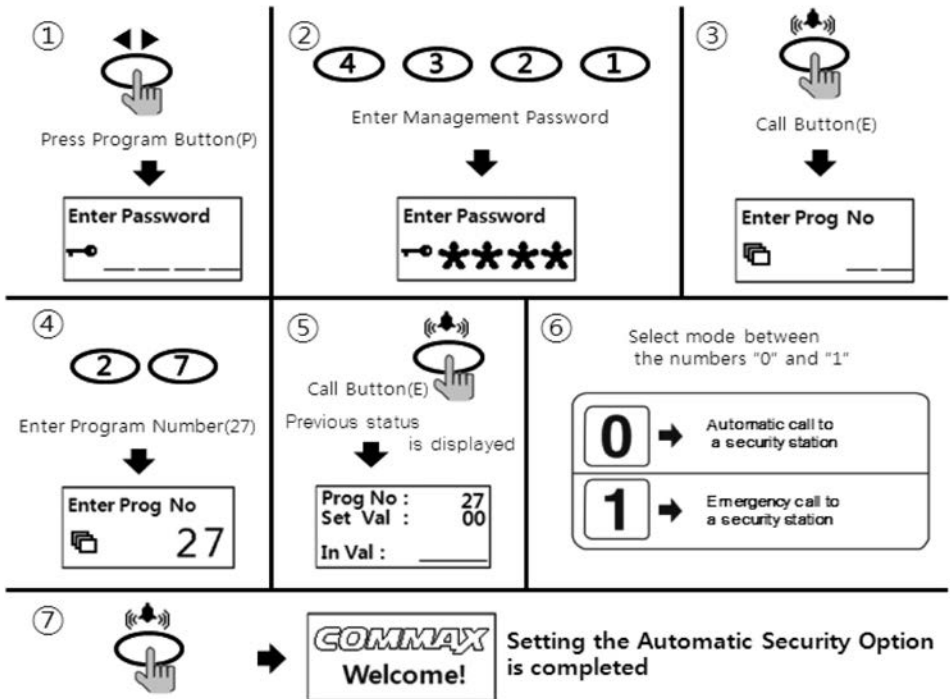 ①
Press Program Button(P)
Enter Password
②
4 3 2 1
Enter Management Password
Enter Password
③
Call Button(E)
Enter Prog No
④
2 7
Enter Program Number(27)
Enter Prog No
27
⑤
Call Button(E)
Previous status
is displayed
Prog No : 27
Set Val : 00
In Val :
⑥
Select mode between
the numbers "0" and "1"
0
Automatic call to
a security station
1
Emergency call to
a security station
⑦
COMMAX
Welcome!
Setting the Automatic Security Option
is completed